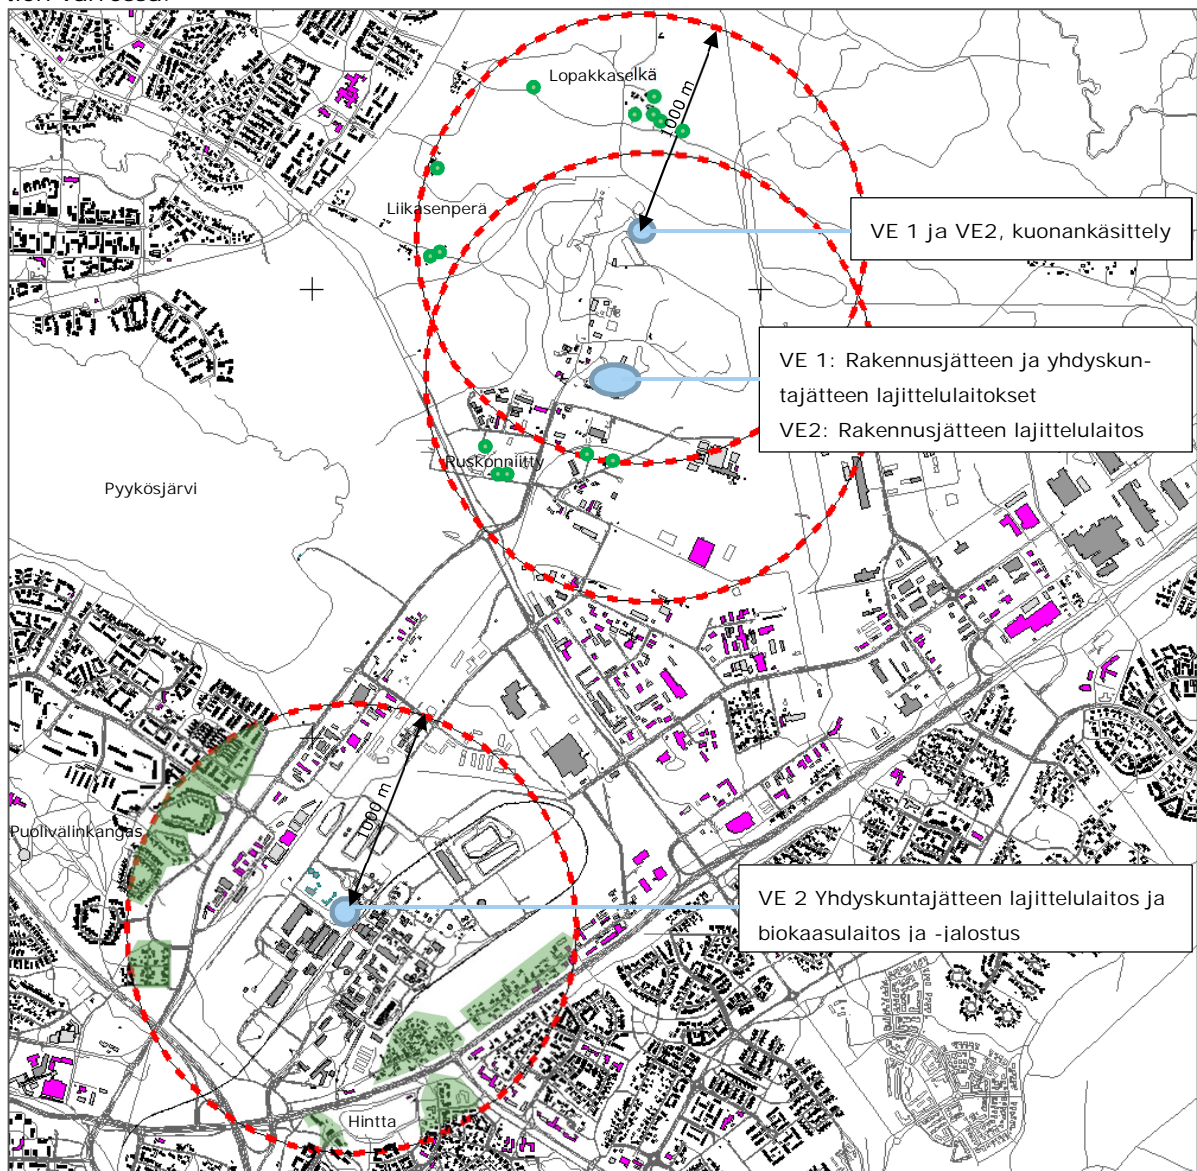 Lopakkaselkä
1000 m
Liikasenperä
VE 1 ja VE2, kuonankäsittely
VE 1: Rakennusjätteen ja yhdyskun-
tajätteen lajittelulaitokset
VE2: Rakennusjätteen lajittelulaitos
Ruskonniitty
Pyykösjärvi
1000 m
Puolivälinkangas
VE 2 Yhdyskuntajätteen lajittelulaitos ja
biokaasulaitos ja -jalostus
Hintta